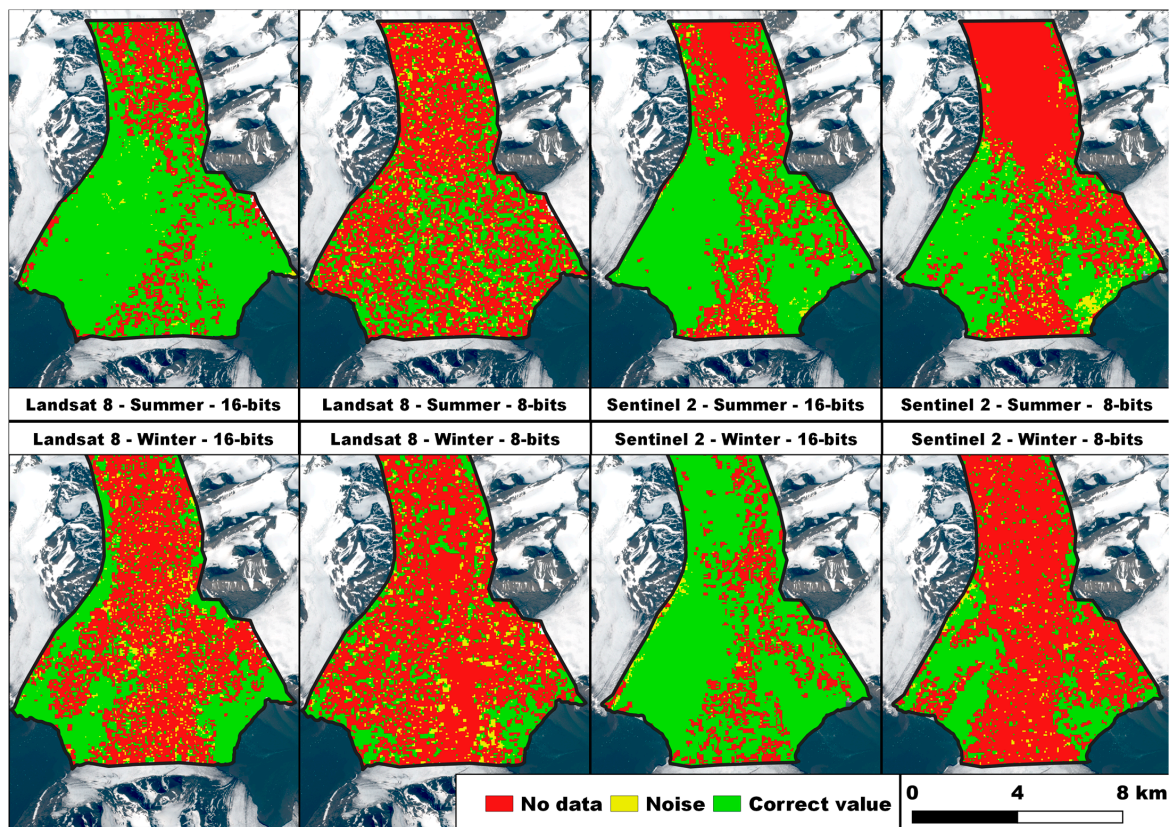 Landsat 8 - Summer - 16-bits
Landsat 8 - Summer - 8-bits
Sentinel 2 - Summer - 16-bits
Sentinel 2 - Summer -  8-bits
Landsat 8 - Winter - 16-bits
Landsat 8 - Winter - 8-bits
Sentinel 2 - Winter - 16-bits
Sentinel 2 - Winter - 8-bits
No data
Noise
Correct value
0 4 8 km